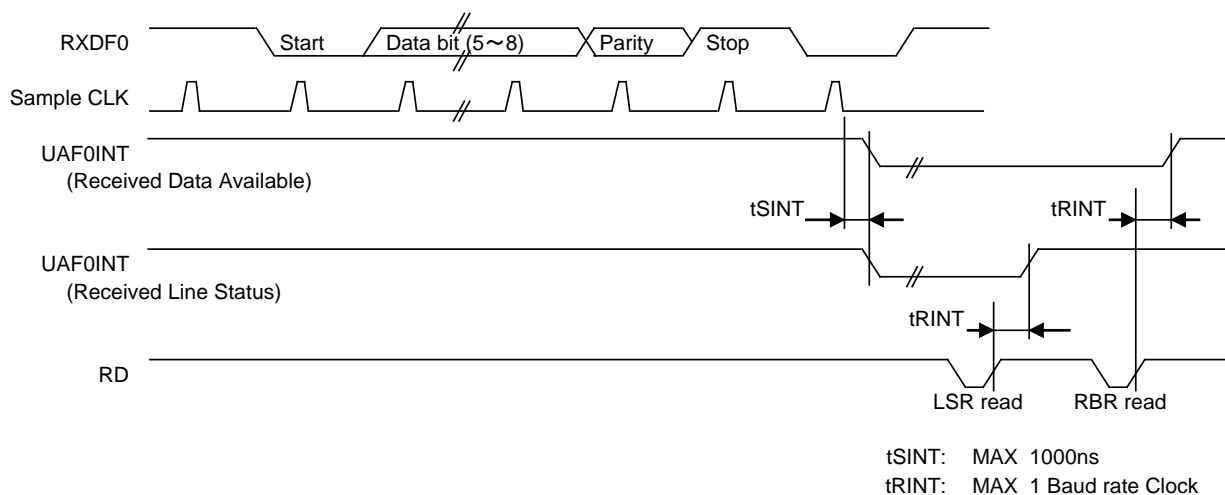 RXDF0
Start
Data bit (5～8)
Parity
Stop
Sample CLK
UAF0INT
(Received Data Available)
tSINT
tRINT
UAF0INT
(Received Line Status)
tRINT
RD
LSR read
RBR read
tSINT: MAX 1000ns
tRINT: MAX 1 Baud rate Clock